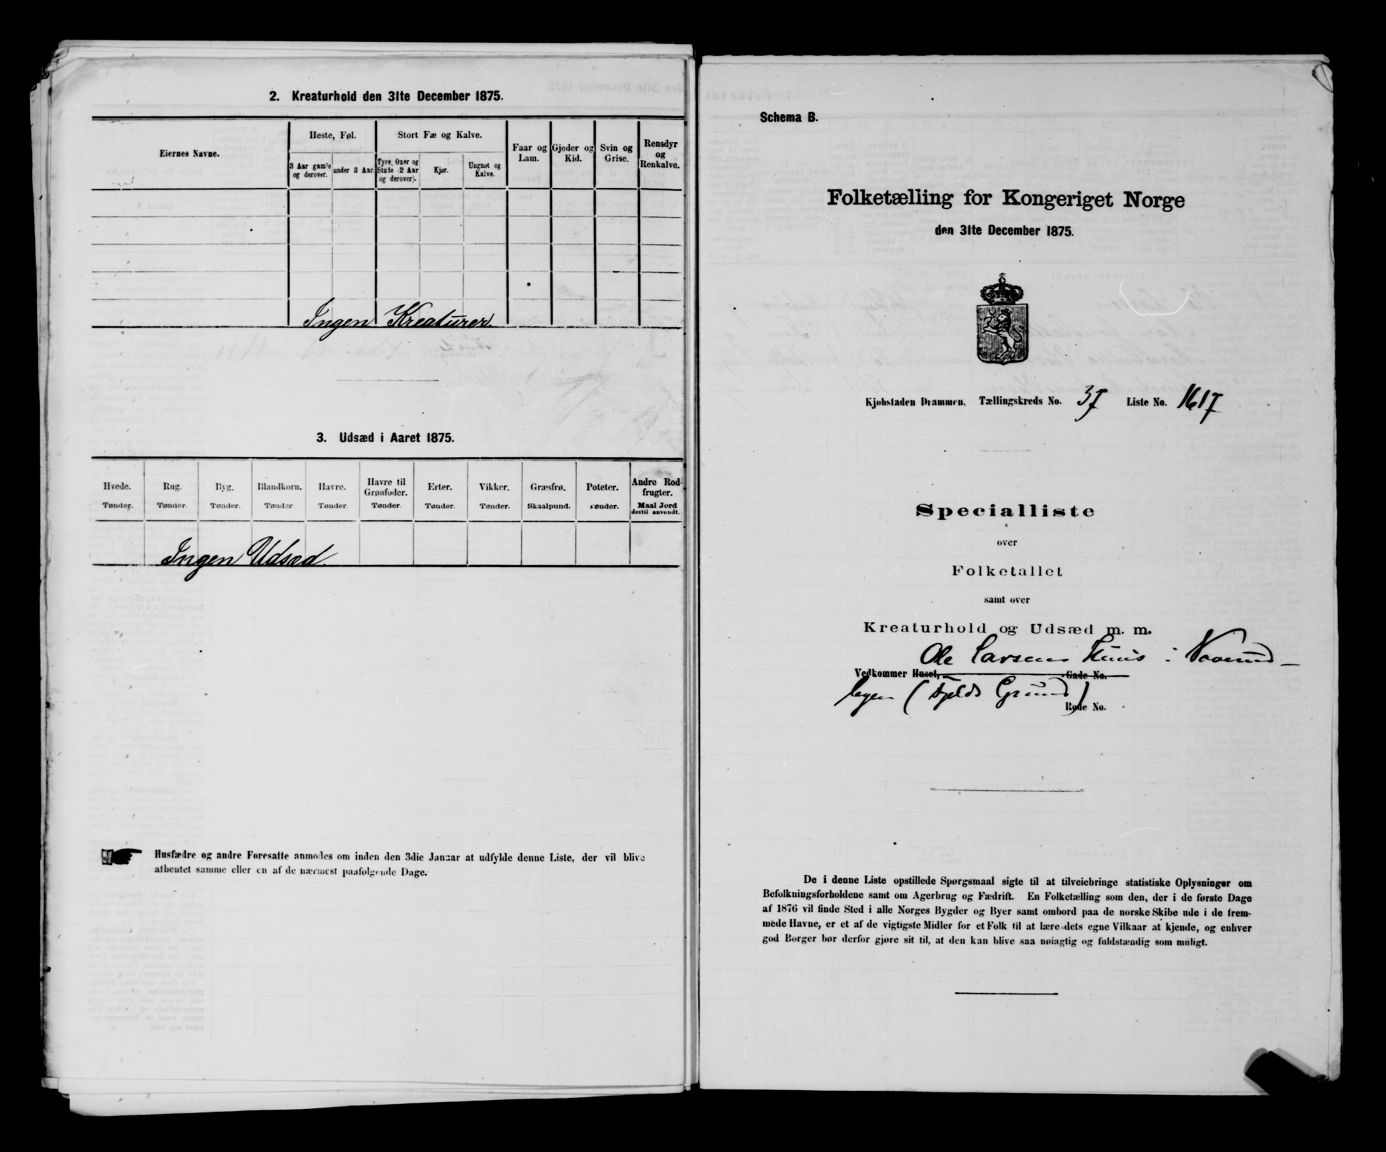 2. Kreaturhold den 31te December 1875.
Eiernes Navne.
Heste, Føl.
Stort Fæ og Kalve.
Faar og Lam.
Gjeder og Kid.
Svin og Grise.
Rensdyr og Renkalve.
3 Aar gamle og derover.
under 3 Aar.
Tyre, Oxer og Stude (2 Aar og derover).
Kjør.
Ungnøt og Kalve.
Ingen Kreaturer.
3. Udsæd i Aaret 1875.
Hvede. Rug. Byg. Blandkorn. Havre. Havre til Grønfoder. Erter. Vikker. Græsfrø. Poteter. Andre Rodfrugter.
Tønder. Tønder. Tønder. Tønder. Tønder. Tønder. Tønder. Tønder. Skaalpund. Tønder. Maal Jord dertil anvendt.
Ingen Udsæd.
Husfædre og andre Foresatte anmodes om inden den 3die Januar at udfylde denne Liste, der vil blive
afhentet samme eller en af de nærmest paafølgende Dage.
Schema B.
Folketælling for Kongeriget Norge
den 31te December 1875.
Kjøbstaden Drammen. Tællingskreds No. 37 Liste No. 1617
Specialliste
over
Folketallet
samt over
Kreaturhold og Udsæd m. m.
Ole Larsens Huus i
Vedkommer Huset, Gade No.
(Fjelds Grund)
Rode No.
De i denne Liste opstillede Spørgsmaal sigte til at tilveiebringe statistiske Oplysninger om
Befolkningsforholdene samt om Agerbrug og Fædrift. En Folketælling som den, der i de første Dage
af 1876 vil finde Sted i alle Norges Bygder og Byer samt ombord paa de norske Skibe ude i de frem-
mede Havne, er et af de vigtigste Midler for et Folk til at lære dets egne Vilkaar at kjende, og enhver
god Borger bør derfor gjøre sit til, at den kan blive saa nøiagtig og fuldstændig som muligt.